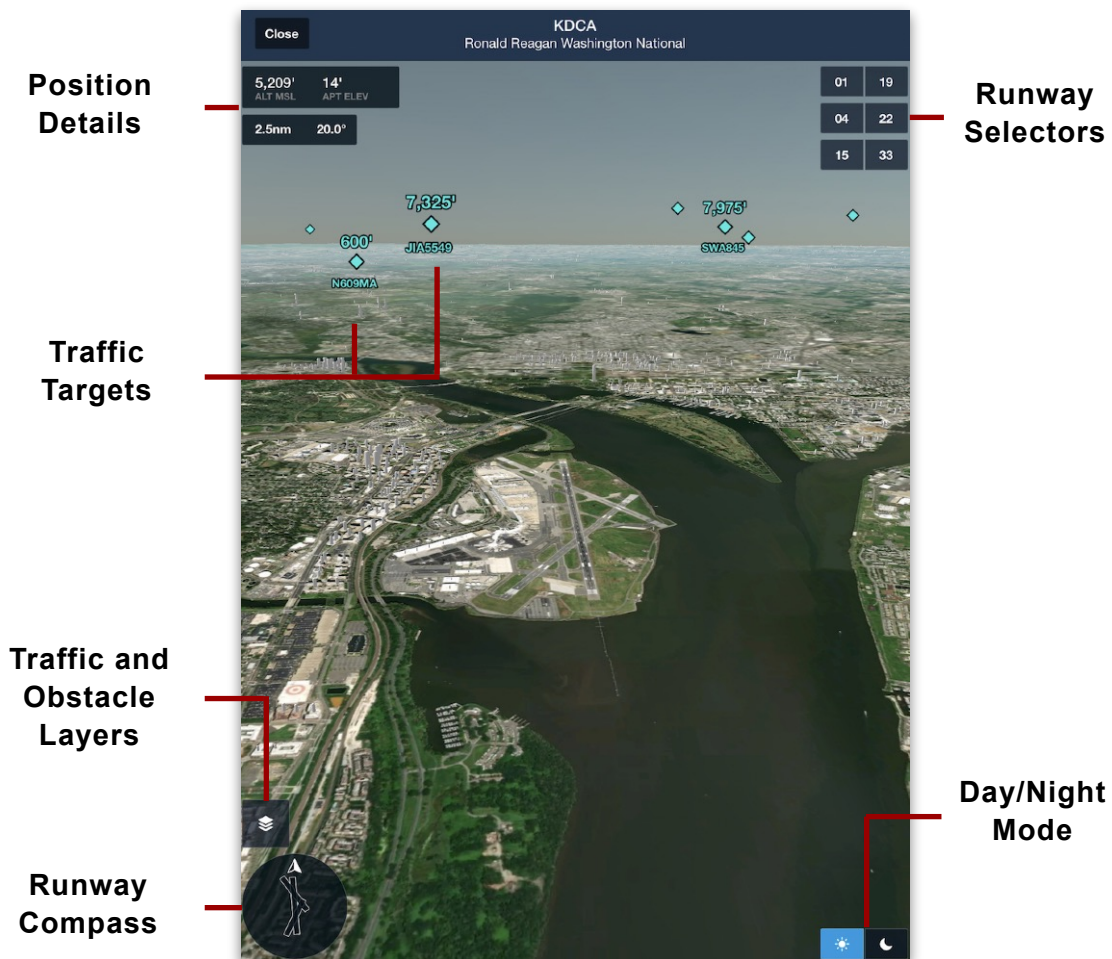 Close
KDCA
Ronald Reagan Washington National
Position
Details
5,209' 14'
ALT MSL APT ELEV
2.5nm 20.0°
01 19
04 22
15 33
Runway
Selectors
7,325'
JIA5549
600'
N609MA
7,975'
SWA845
Traffic
Targets
Traffic and
Obstacle
Layers
Day/Night
Mode
Runway
Compass